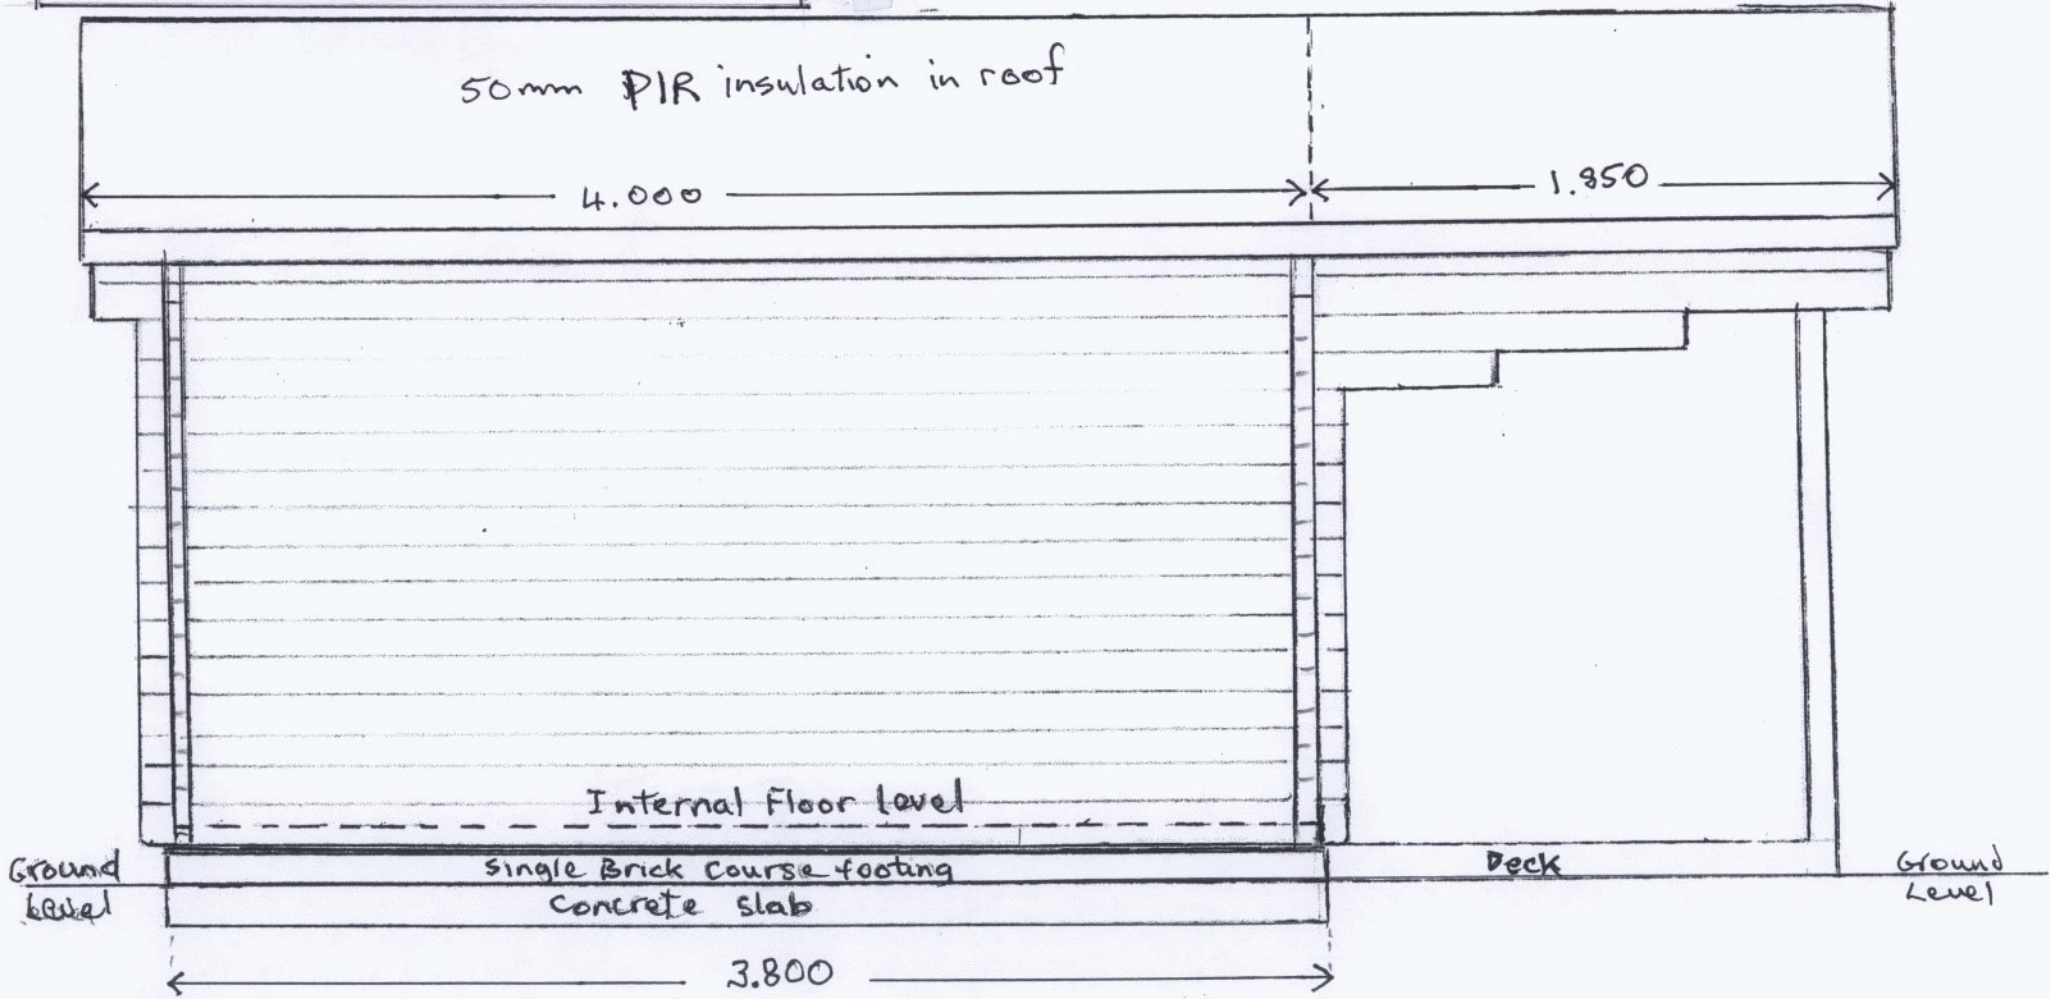 50mm PIR insulation in roof
4.000
1.850
Internal Floor Level
Ground Level
Single Brick Course footing
Deck
Ground Level
Concrete slab
3.800